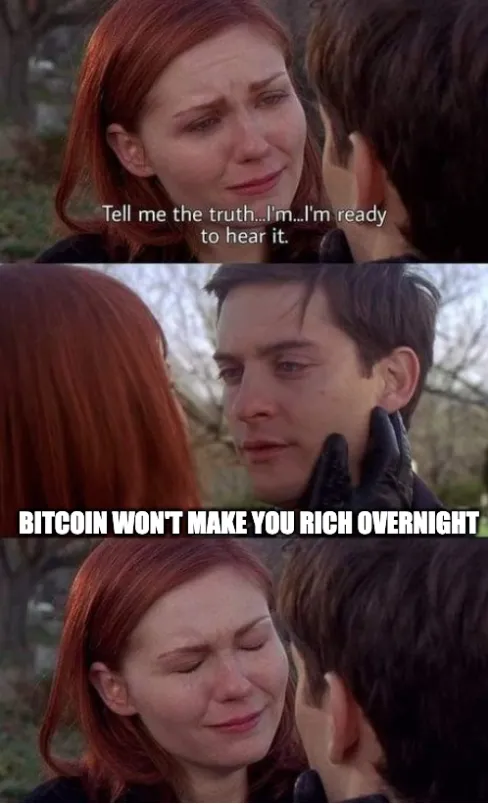 Tell me the truth...I'm...I'm ready
to hear it.
BITCOIN WON'T MAKE YOU RICH OVERNIGHT